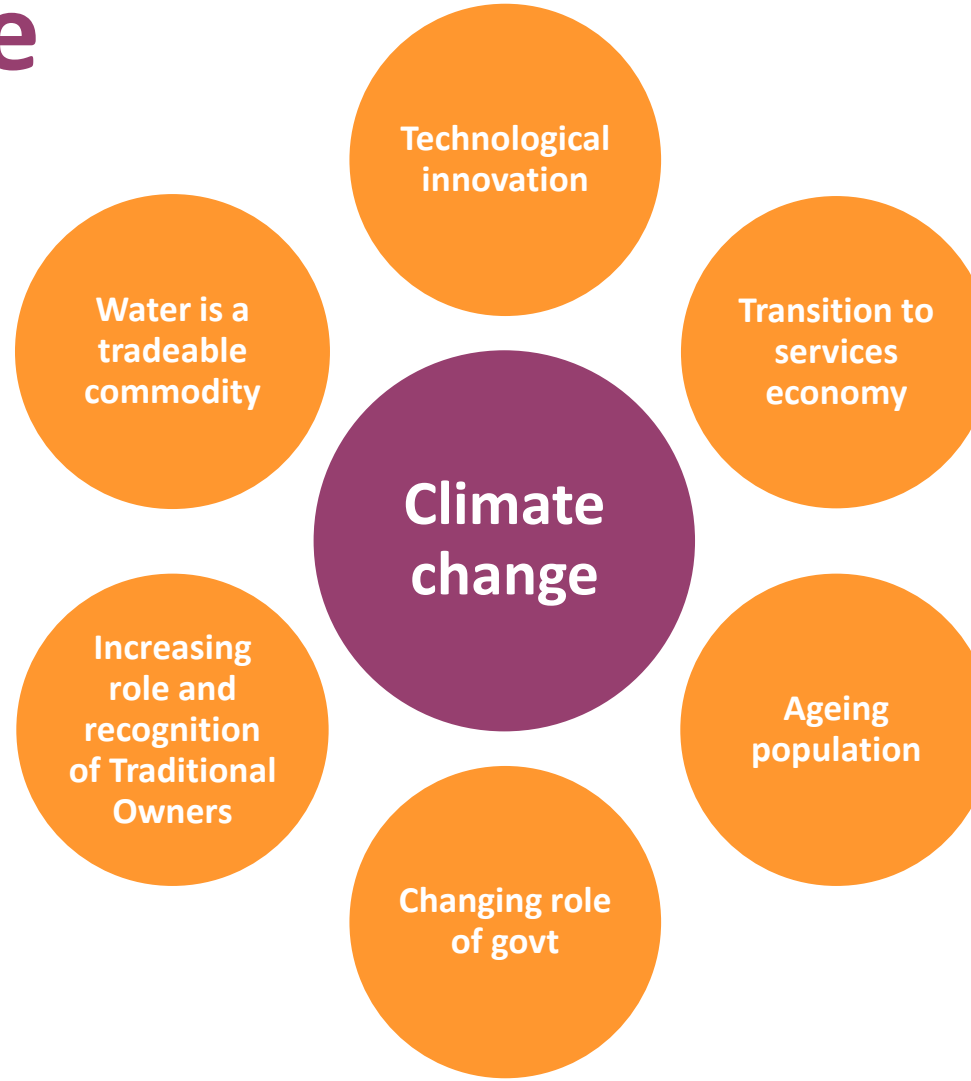 e
Technological
innovation
Water is a
tradeable
commodity
Transition to
services
economy
Climate
change
Increasing
role and
recognition
of Traditional
Owners
Ageing
population
Changing role
of govt